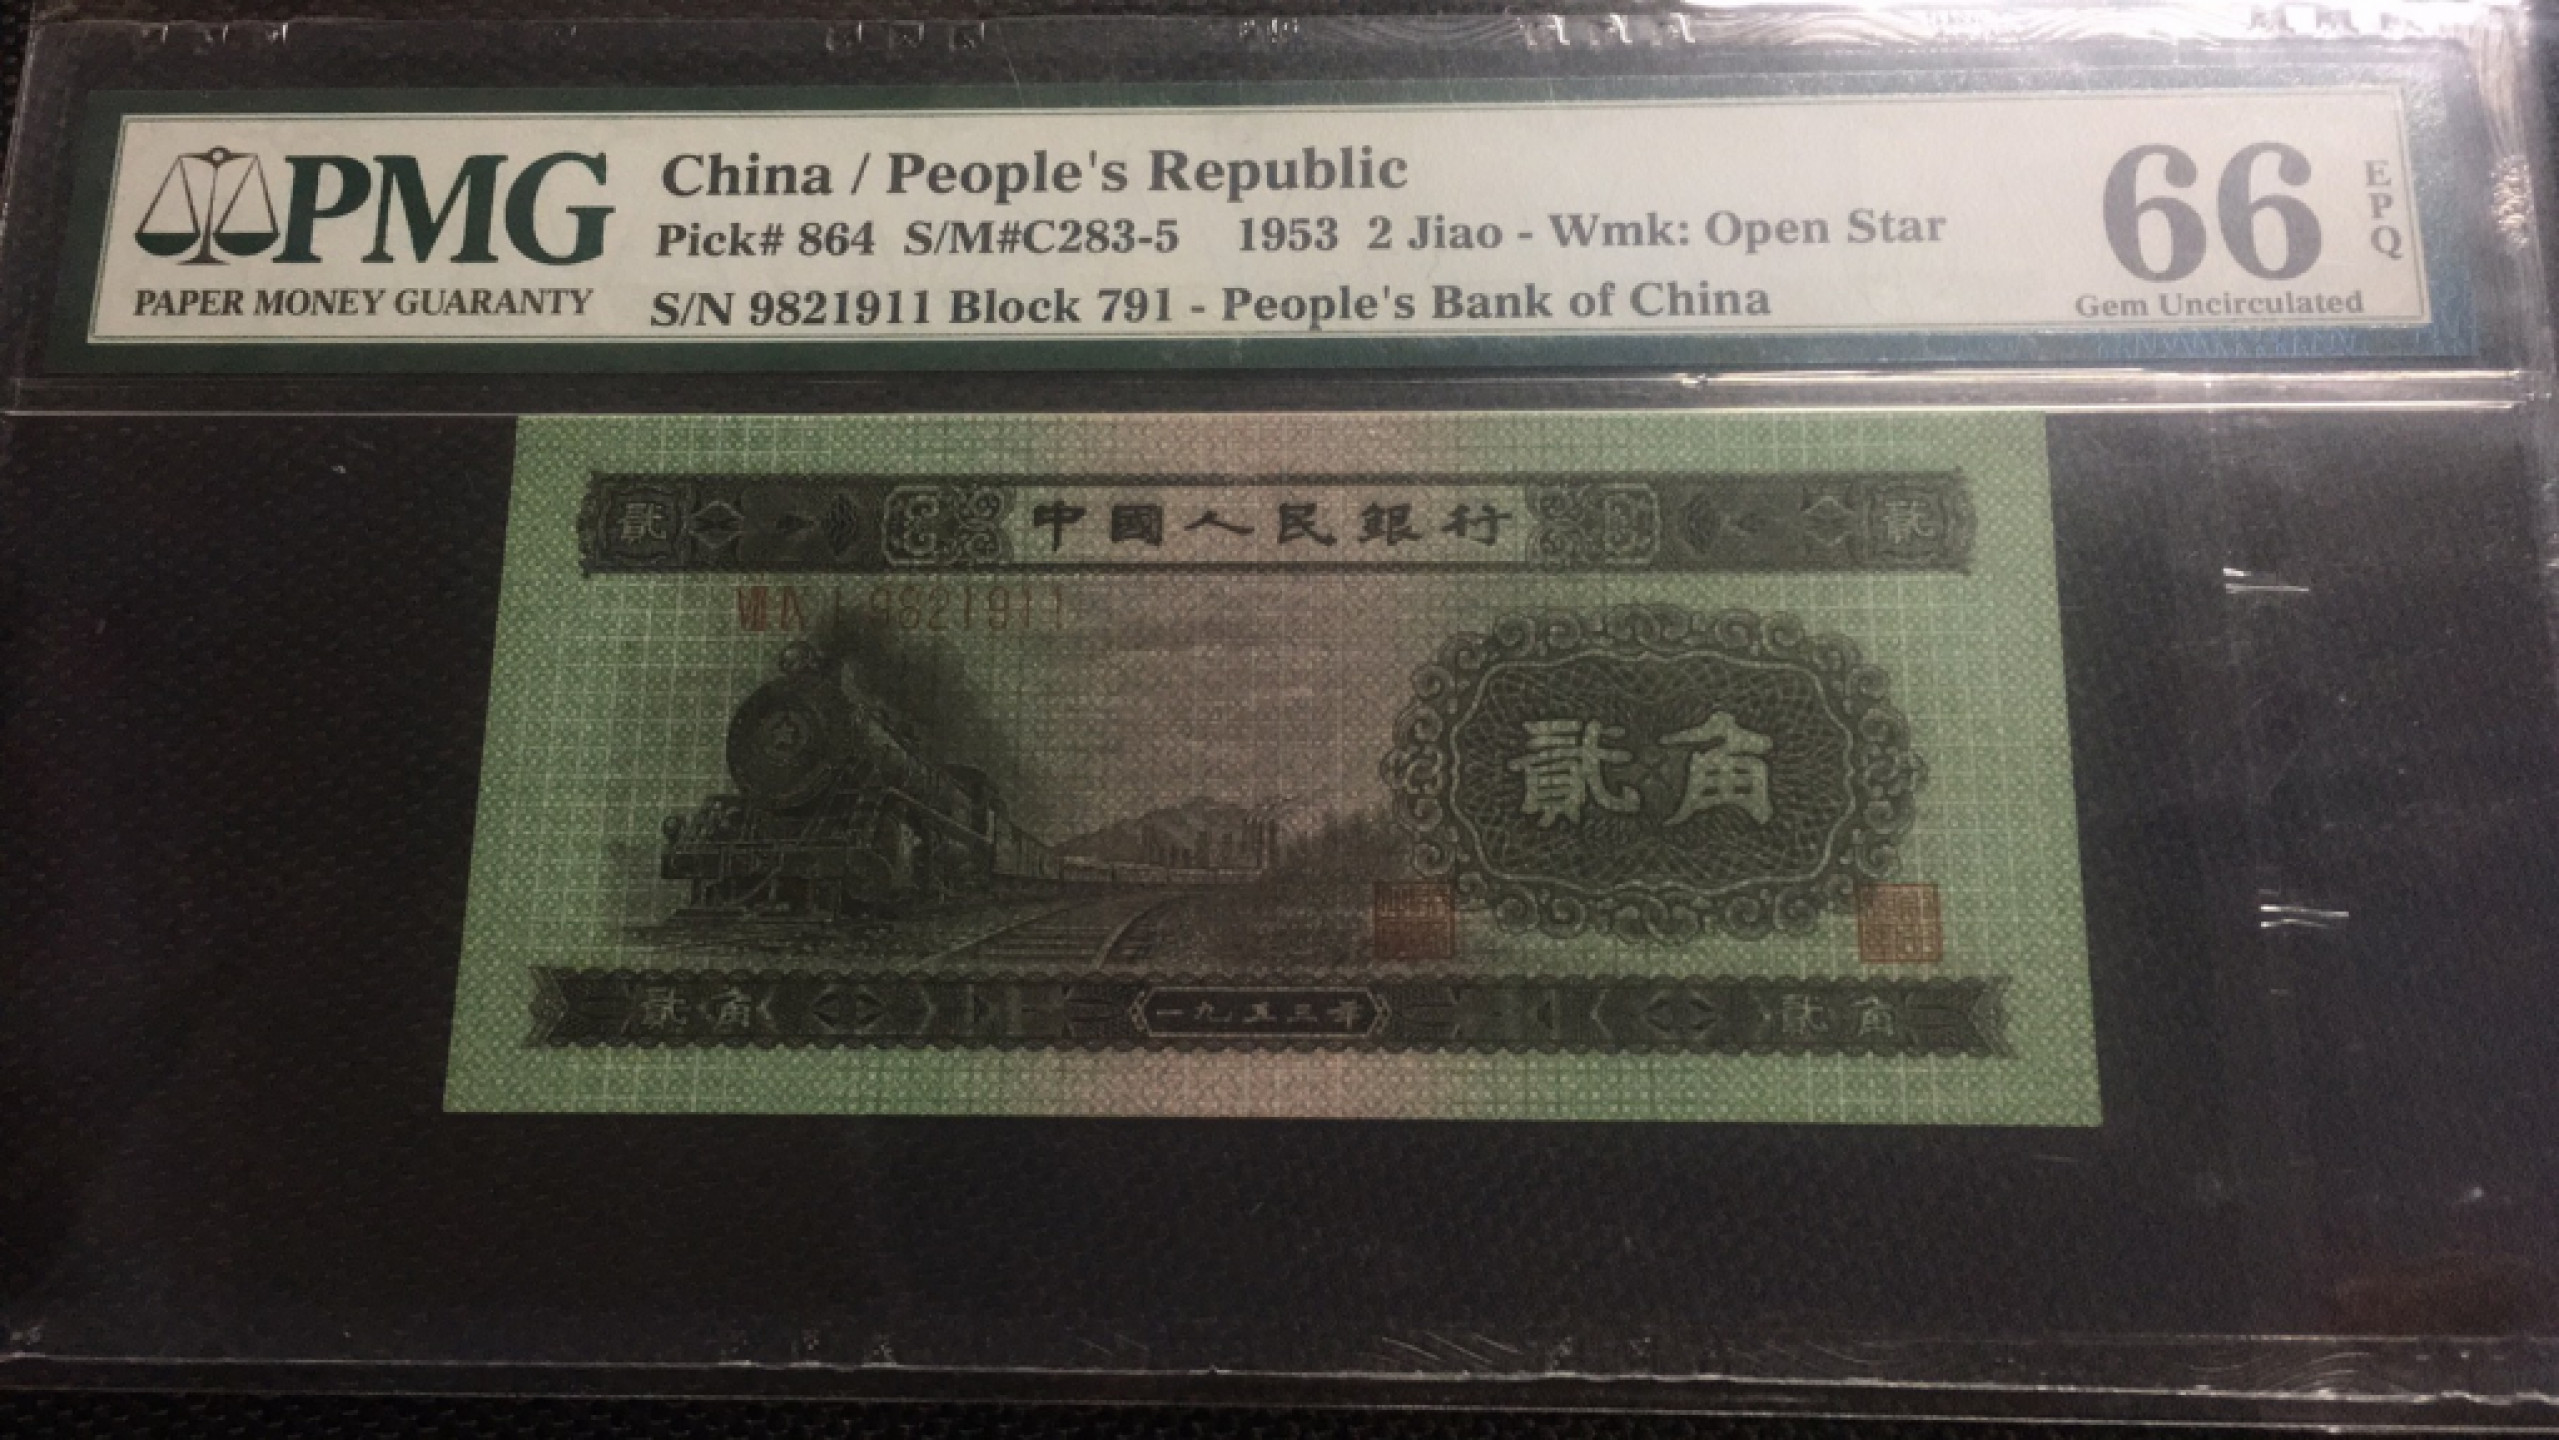 PMG
PAPER MONEY GUARANTY
China / People's Republic
Pick# 864 S/M#C283-5 1953 2 Jiao - Wmk: Open Star
S/N 9821911 Block 791 - People's Bank of China
66
EPQ
Gem Uncirculated
貳 中國人民銀行 貳
9821911
貳角
貳角 一九五三年 貳角